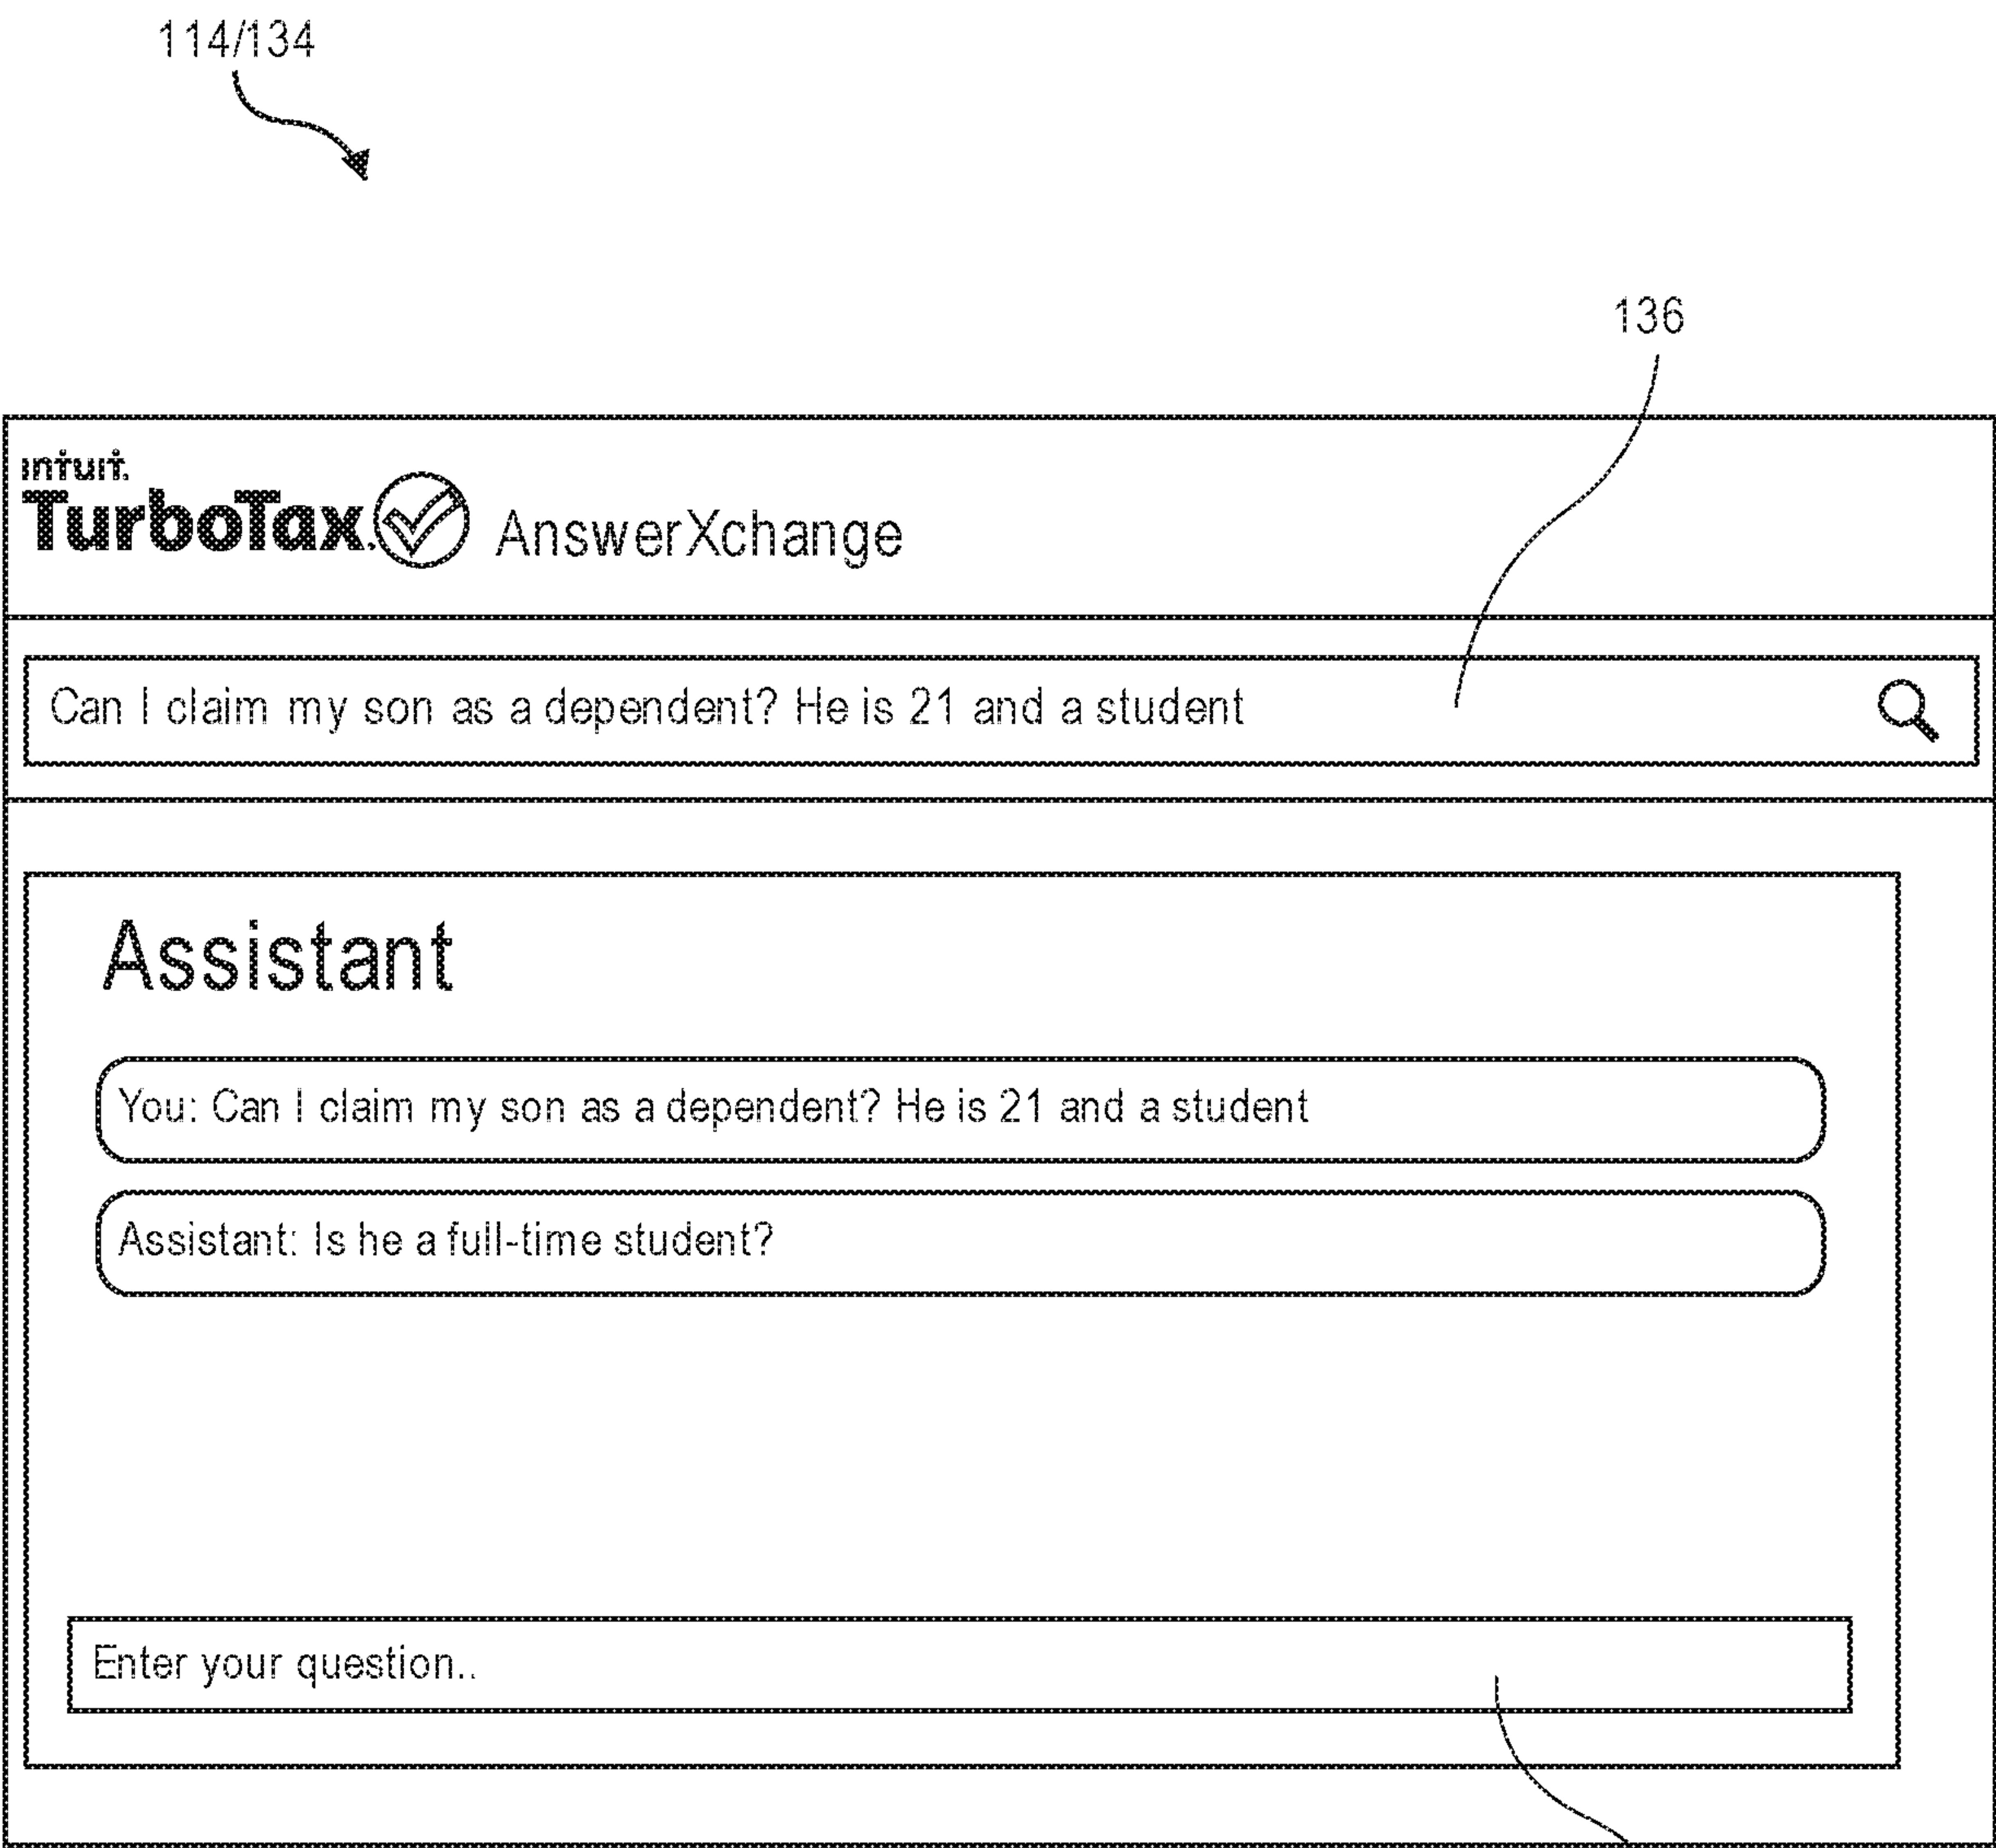 114/134
136
ıntuıt.
TurboTax. AnswerXchange
Can I claim my son as a dependent? He is 21 and a student
Assistant
You: Can I claim my son as a dependent? He is 21 and a student
Assistant: Is he a full-time student?
Enter your question..